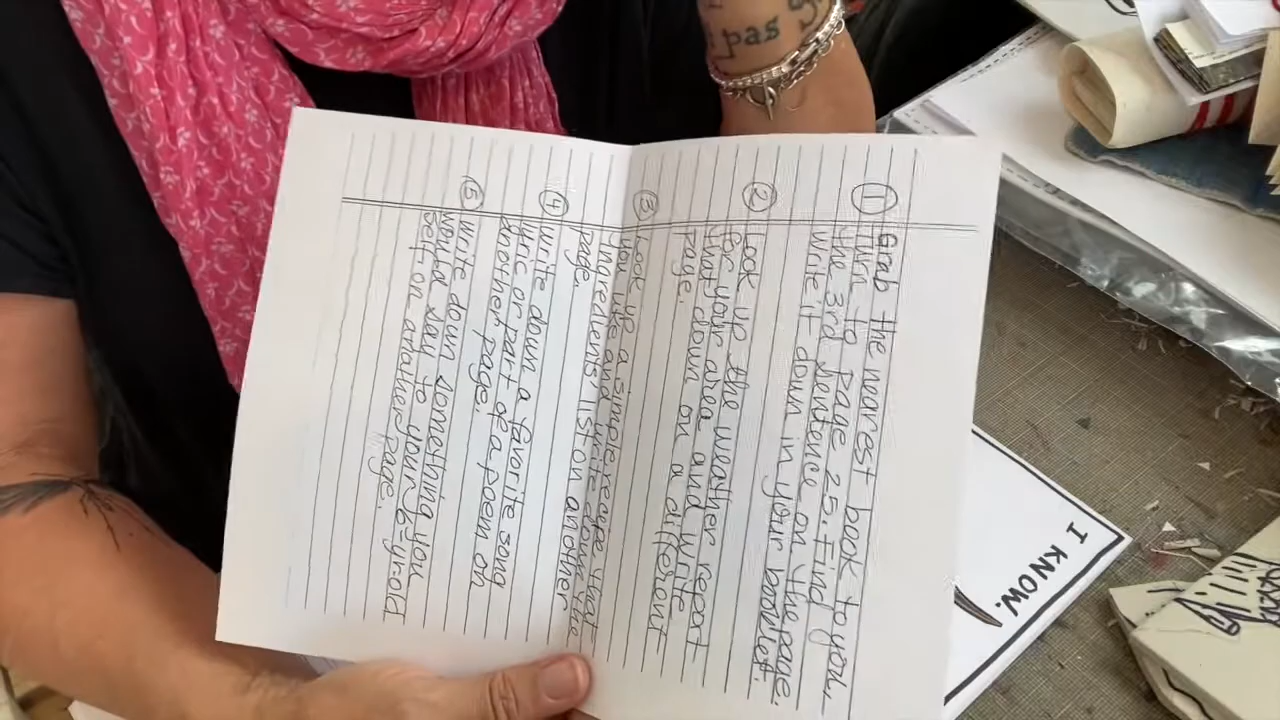 ① Grab the nearest book to you,
turn to page 25. Find
the 3rd sentence on the page.
Write it down in your booklet.
② Look up the weather report
for your area and write
that down on a different
page.
③ Look up a simple recipe that
you like and write down the
ingredients' list on another
page.
④ Write down a favorite song
lyric or part of a poem on
another page.
⑤ Write down something you
would say to your 6-yr old
self on another page.
I KNOW.
pas